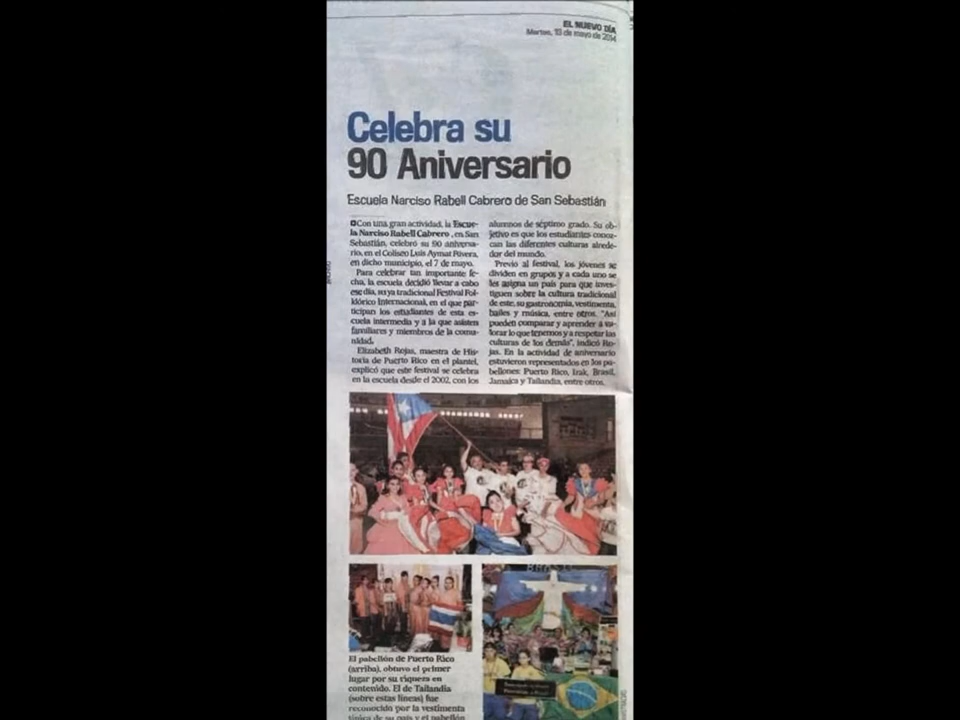 EL NUEVO DÍA
Martes, 13 de mayo de 2014
Celebra su
90 Aniversario
Escuela Narciso Rabell Cabrero de San Sebastián
Con una gran actividad, la Escue-
la Narciso Rabell Cabrero, en San
Sebastián, celebró su 90 aniversa-
rio, en el Coliseo Luis Aymat Rivera,
en dicho municipio, el 7 de mayo.
Para celebrar tan importante fe-
cha, la escuela decidió llevar a cabo
ese día, su ya tradicional Festival Fol-
klórico Internacional, en el que par-
ticipan los estudiantes de esta es-
cuela intermedia y a la que asisten
familiares y miembros de la comu-
nidad.
Elizabeth Rojas, maestra de His-
toria de Puerto Rico en el plantel,
explicó que este festival se celebra
en la escuela desde el 2002, con los
alumnos de séptimo grado. Su ob-
jetivo es que los estudiantes conoz-
can las diferentes culturas alrede-
dor del mundo.
Previo al festival, los jóvenes se
dividen en grupos y a cada uno se
les asigna un país para que inves-
tiguen sobre la cultura tradicional
de este, su gastronomía, vestimenta,
bailes y música, entre otros. "Así
pueden comparar y aprender a va-
lorar lo que tenemos y a respetar las
culturas de los demás", indicó Ro-
jas. En la actividad de aniversario
estuvieron representados en los pa-
bellones: Puerto Rico, Irak, Brasil,
Jamaica y Tailandia, entre otros.
BRASIL
El pabellón de Puerto Rico
(arriba), obtuvo el primer
lugar por su riqueza en
contenido. El de Tailandia
(sobre estas líneas) fue
reconocido por la vestimenta
típica de su país y el pabellón